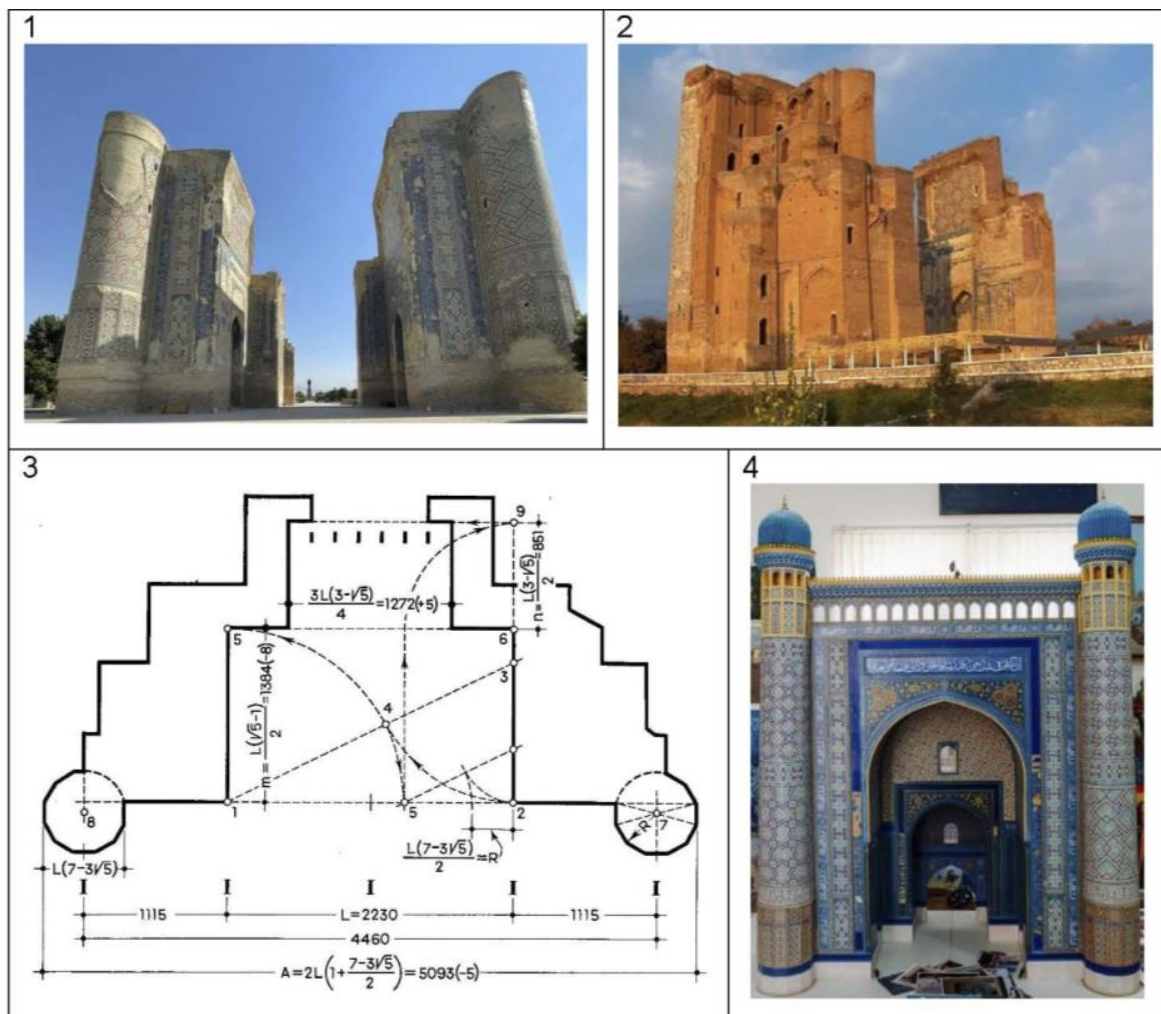 1
2
3
9
n=L(3-√5)/2=851
3L(3-√5)/4=1272(+5)
5
6
3
m=L(√5-1)/2=1384(-8)
4
8
1
5
2
R
7
L(7-3√5)/2=R
L(7-3√5)
1115
L=2230
1115
4460
A=2L(1+(7-3√5)/2)=5093(-5)
4